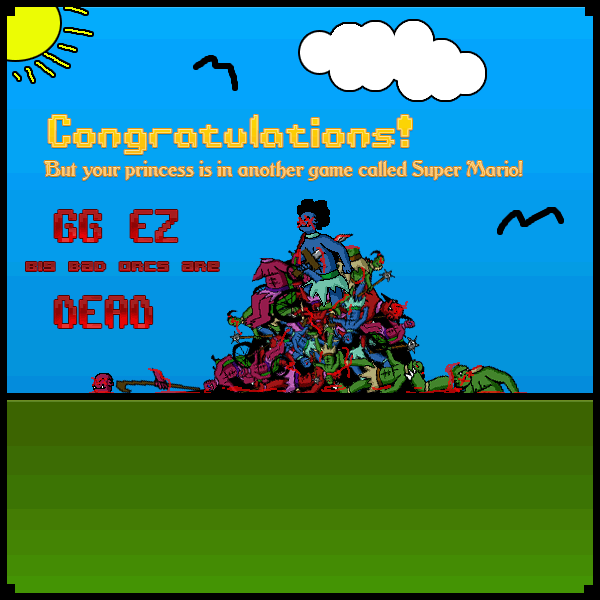 Congratulations!
But your princess is in another game called Super Mario!
GG EZ
BIG BAD ORCS ARE
DEAD